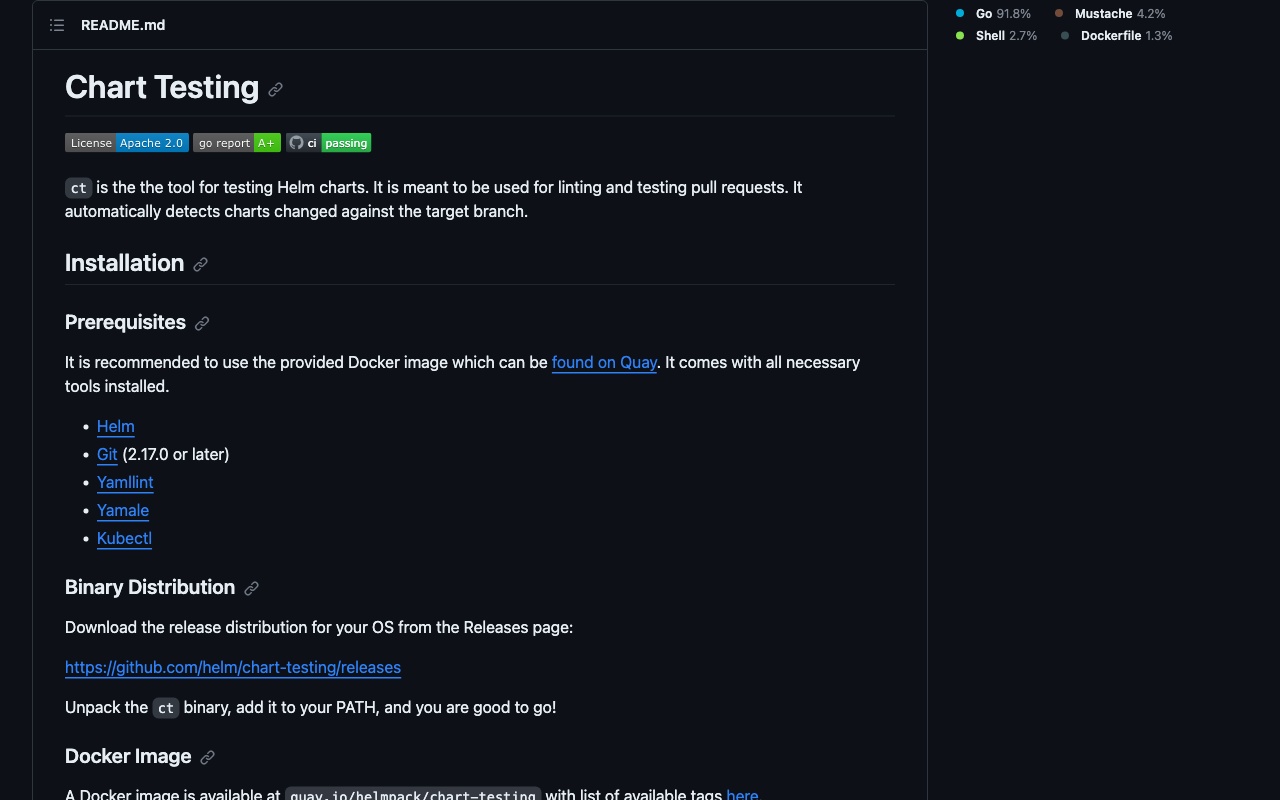 README.md
Go 91.8% Mustache 4.2%
Shell 2.7% Dockerfile 1.3%
Chart Testing
License Apache 2.0 go report A+ ci passing
ct is the the tool for testing Helm charts. It is meant to be used for linting and testing pull requests. It
automatically detects charts changed against the target branch.
Installation
Prerequisites
It is recommended to use the provided Docker image which can be found on Quay. It comes with all necessary
tools installed.
• Helm
• Git (2.17.0 or later)
• Yamllint
• Yamale
• Kubectl
Binary Distribution
Download the release distribution for your OS from the Releases page:
https://github.com/helm/chart-testing/releases
Unpack the ct binary, add it to your PATH, and you are good to go!
Docker Image
A Docker image is available at quay.io/helmpack/chart-testing with list of available tags here.